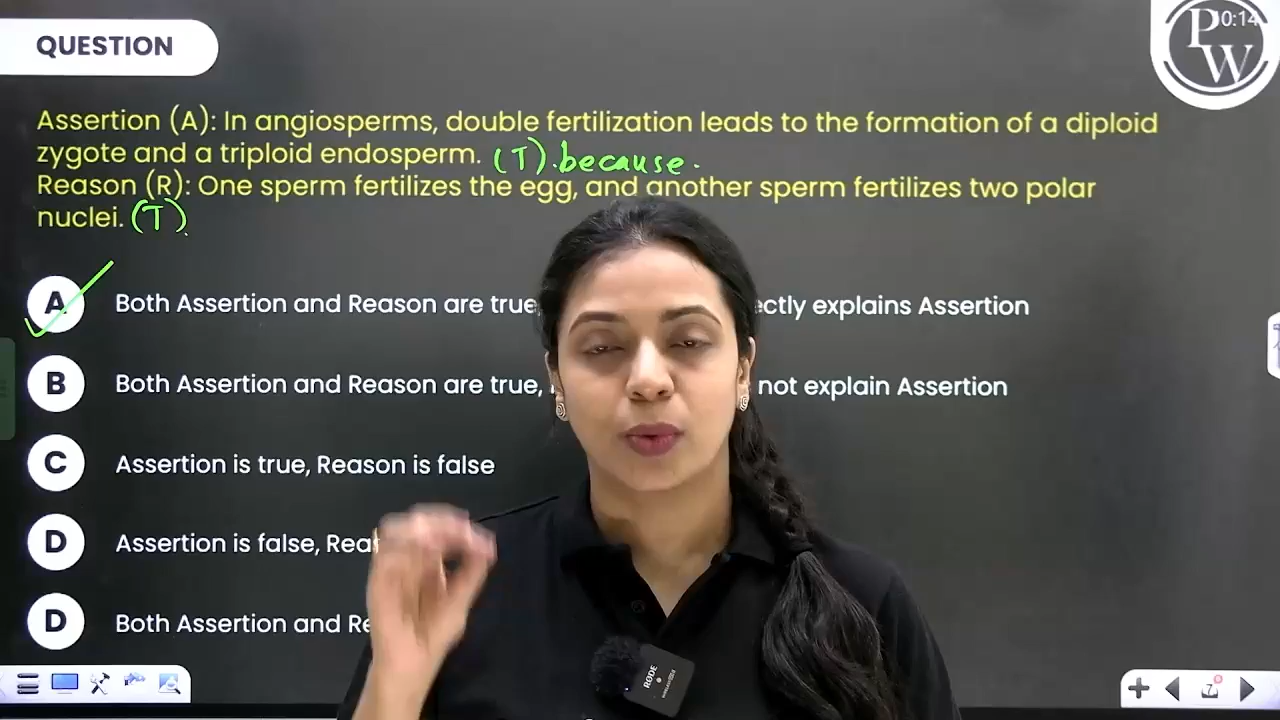 QUESTION
PW
0:14
Assertion (A): In angiosperms, double fertilization leads to the formation of a diploid
zygote and a triploid endosperm. (T). because.
Reason (R): One sperm fertilizes the egg, and another sperm fertilizes two polar
nuclei. (T)
A Both Assertion and Reason are true ectly explains Assertion
B Both Assertion and Reason are true, not explain Assertion
C Assertion is true, Reason is false
D Assertion is false, Rea
D Both Assertion and Re
RODE